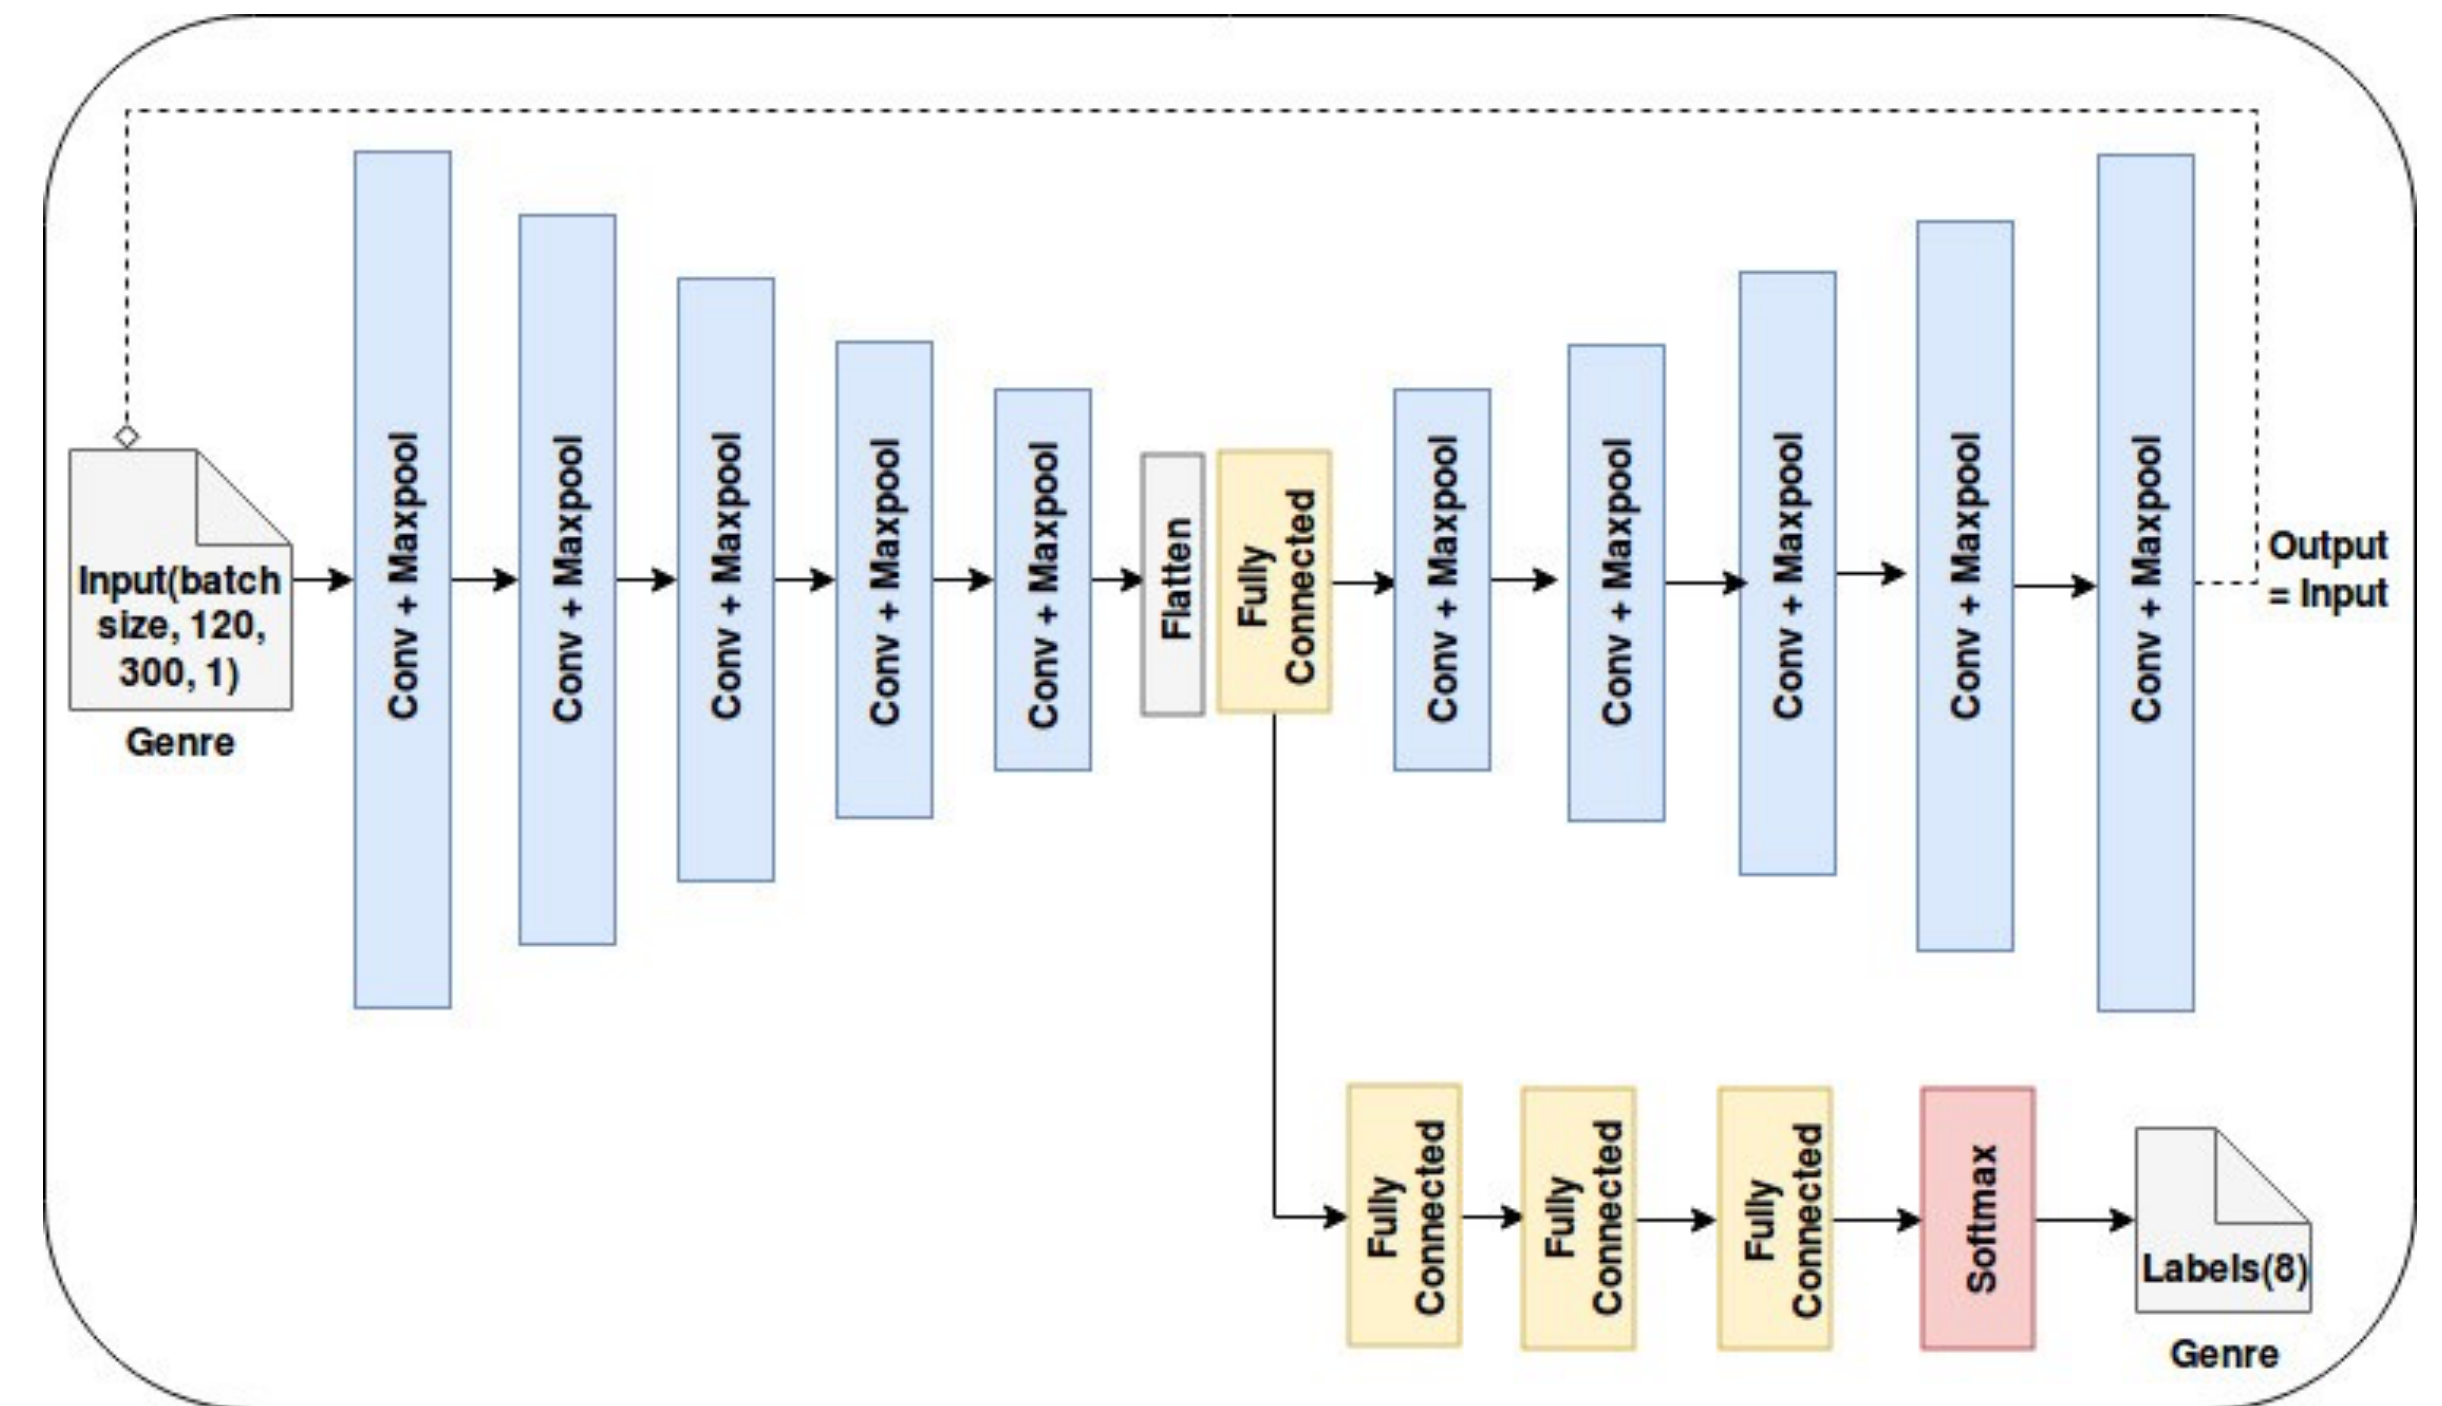 Input(batch
size, 120,
300, 1)
Genre
Conv + Maxpool
Conv + Maxpool
Conv + Maxpool
Conv + Maxpool
Conv + Maxpool
Flatten
Fully
Connected
Conv + Maxpool
Conv + Maxpool
Conv + Maxpool
Conv + Maxpool
Conv + Maxpool
Output
= Input
Fully
Connected
Fully
Connected
Fully
Connected
Softmax
Labels(8)
Genre